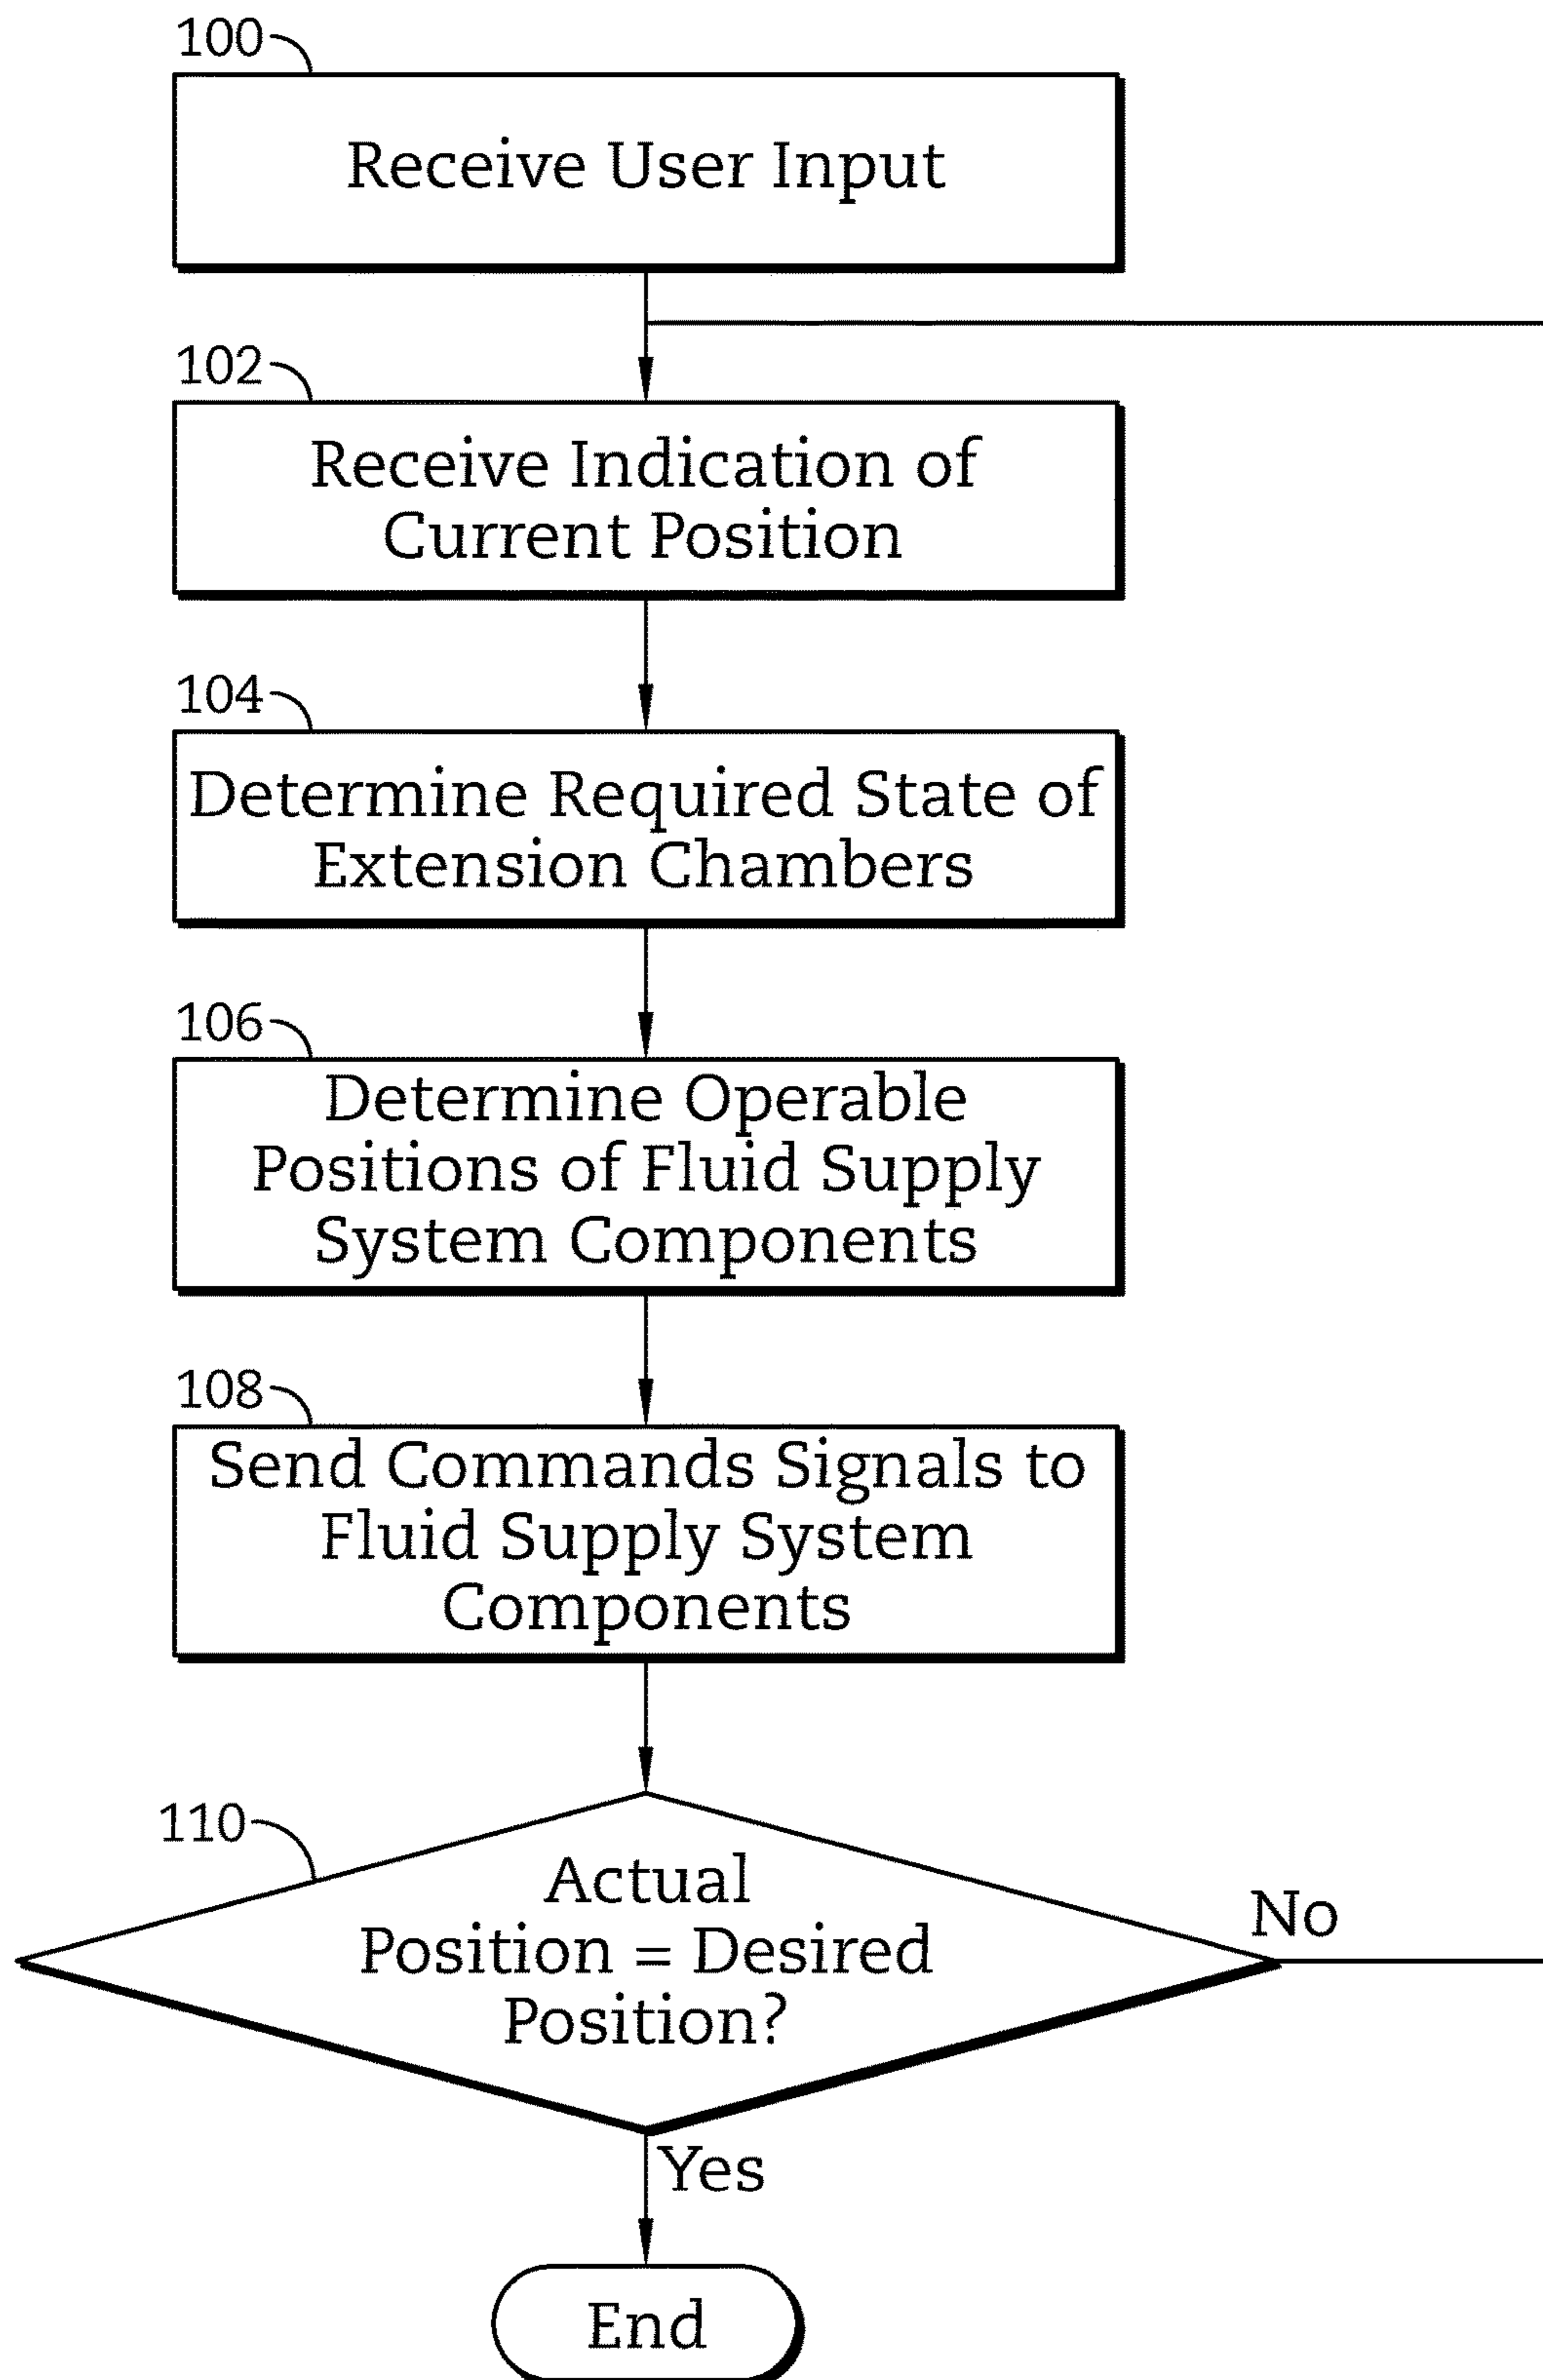 100
Receive User Input
102
Receive Indication of
Current Position
104
Determine Required State of
Extension Chambers
106
Determine Operable
Positions of Fluid Supply
System Components
108
Send Commands Signals to
Fluid Supply System
Components
110
Actual
Position = Desired
Position?
No
Yes
End